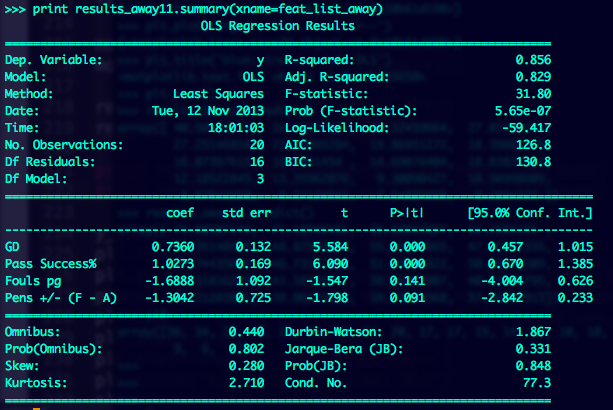 >>> print results_away11.summary(xname=feat_list_away)
OLS Regression Results
==============================================================================
Dep. Variable: y R-squared: 0.856
Model: OLS Adj. R-squared: 0.829
Method: Least Squares F-statistic: 31.80
Date: Tue, 12 Nov 2013 Prob (F-statistic): 5.65e-07
Time: 18:01:03 Log-Likelihood: -59.417
No. Observations: 20 AIC: 126.8
Df Residuals: 16 BIC: 130.8
Df Model: 3
==============================================================================
coef std err t P>|t| [95.0% Conf. Int.]
------------------------------------------------------------------------------
GD 0.7360 0.132 5.584 0.000 0.457 1.015
Pass Success% 1.0273 0.169 6.090 0.000 0.670 1.385
Fouls pg -1.6888 1.092 -1.547 0.141 -4.004 0.626
Pens +/- (F - A) -1.3042 0.725 -1.798 0.091 -2.842 0.233
==============================================================================
Omnibus: 0.440 Durbin-Watson: 1.867
Prob(Omnibus): 0.802 Jarque-Bera (JB): 0.331
Skew: 0.280 Prob(JB): 0.848
Kurtosis: 2.710 Cond. No. 77.3
==============================================================================